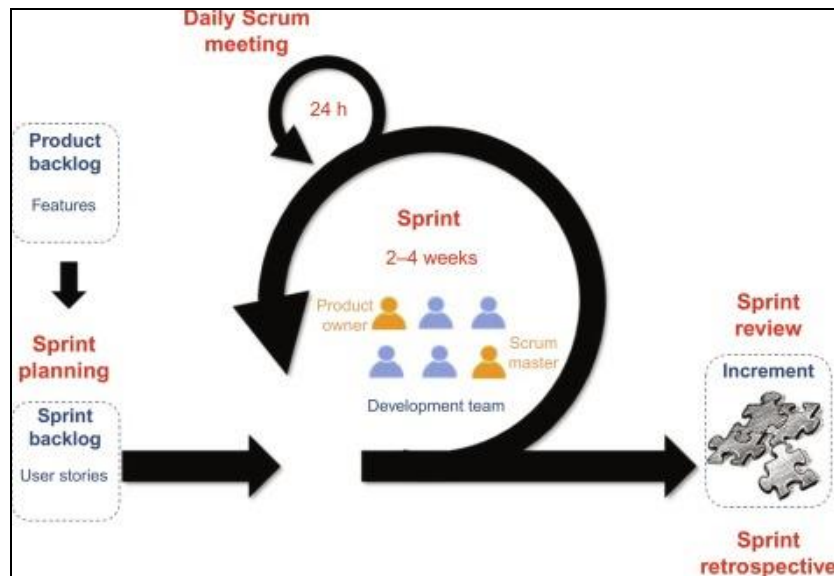 Daily Scrum
meeting
24 h
Product
backlog
Features
Sprint
planning
Sprint
backlog
User stories
Sprint
2–4 weeks
Product
owner
Scrum
master
Development team
Sprint
review
Increment
Sprint
retrospective